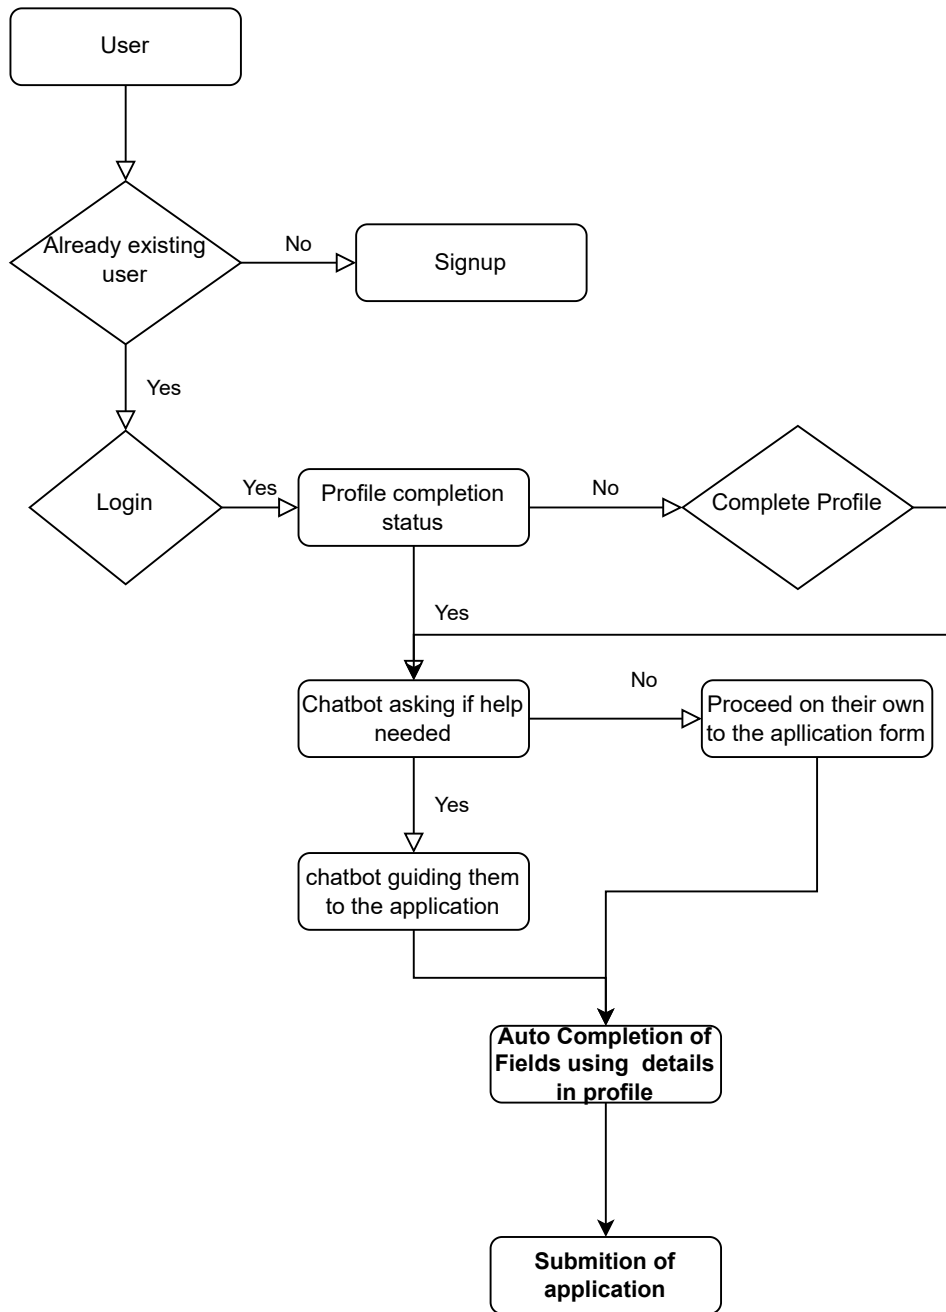 User
Already existing
user
No
Signup
Yes
Login
Yes
Profile completion
status
No
Complete Profile
Yes
Chatbot asking if help
needed
No
Proceed on their own
to the apllication form
Yes
chatbot guiding them
to the application
Auto Completion of
Fields using  details
in profile
Submition of
application